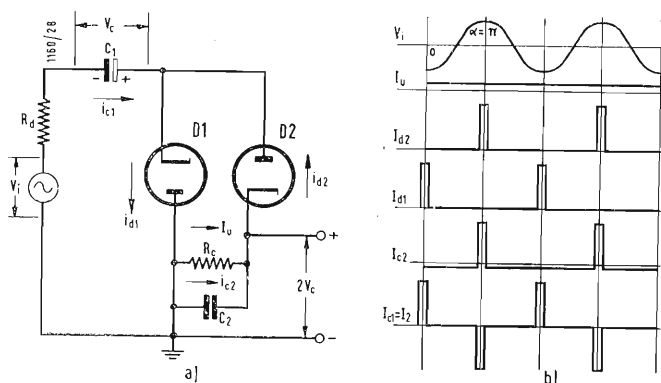 1160/28
V_c
C_1
- +
i_c1
R_d
V_i
D1
D2
i_d1
i_d2
I_u
R_c
i_c2
C_2
+
2V_c
-
a)
V_i
0
α=π
I_u
I_d2
I_d1
I_c2
I_c1=I_2
b)